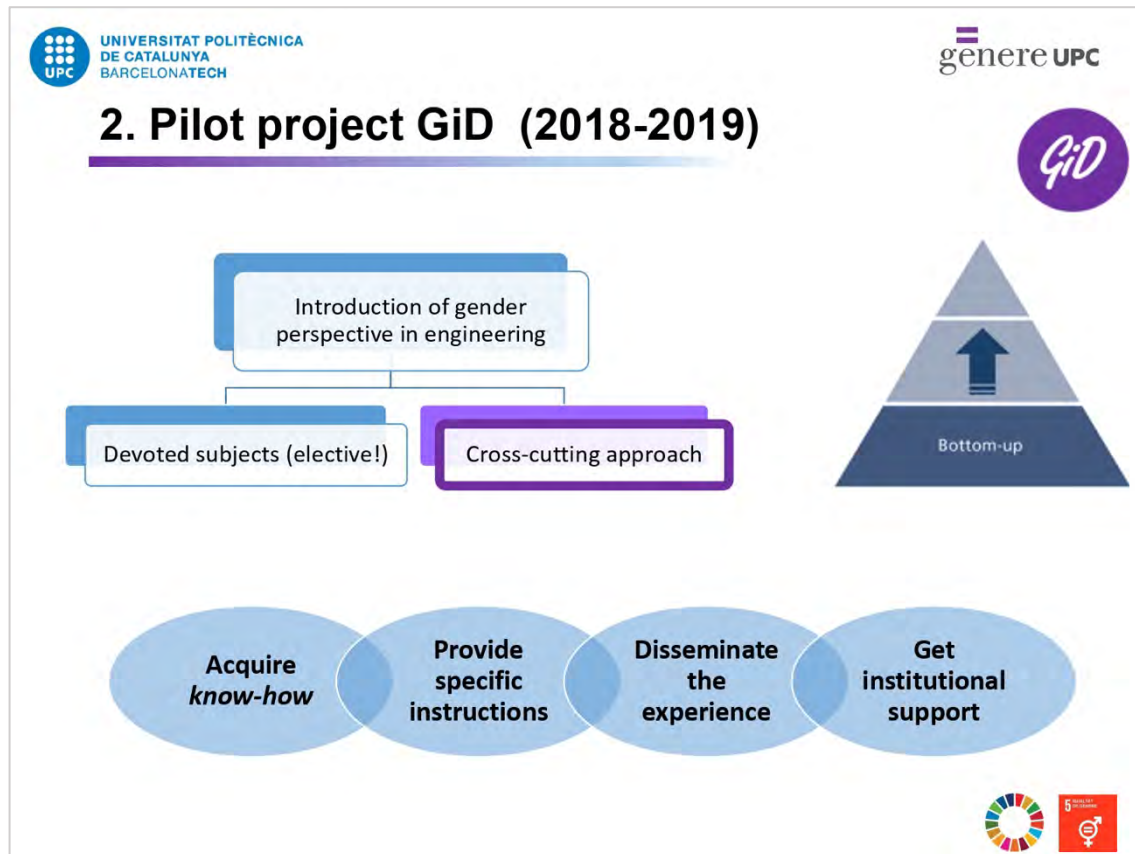 UNIVERSITAT POLITÈCNICA
DE CATALUNYA
BARCELONATECH
UPC
gènere UPC
2. Pilot project GiD (2018-2019)
GiD
Introduction of gender
perspective in engineering
Devoted subjects (elective!)
Cross-cutting approach
Bottom-up
Acquire
know-how
Provide
specific
instructions
Disseminate
the
experience
Get
institutional
support
5